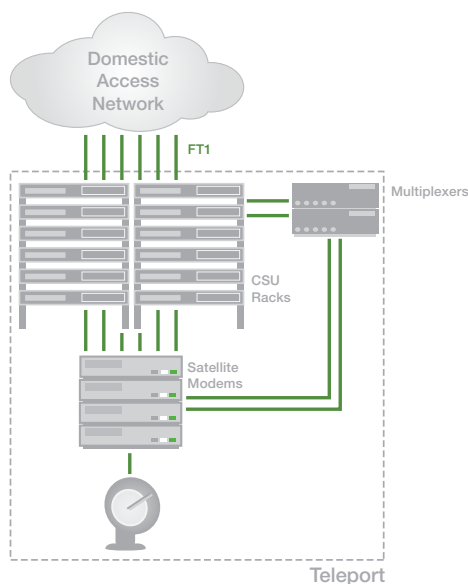 Domestic
Access
Network
FT1
Multiplexers
CSU
Racks
Satellite
Modems
Teleport